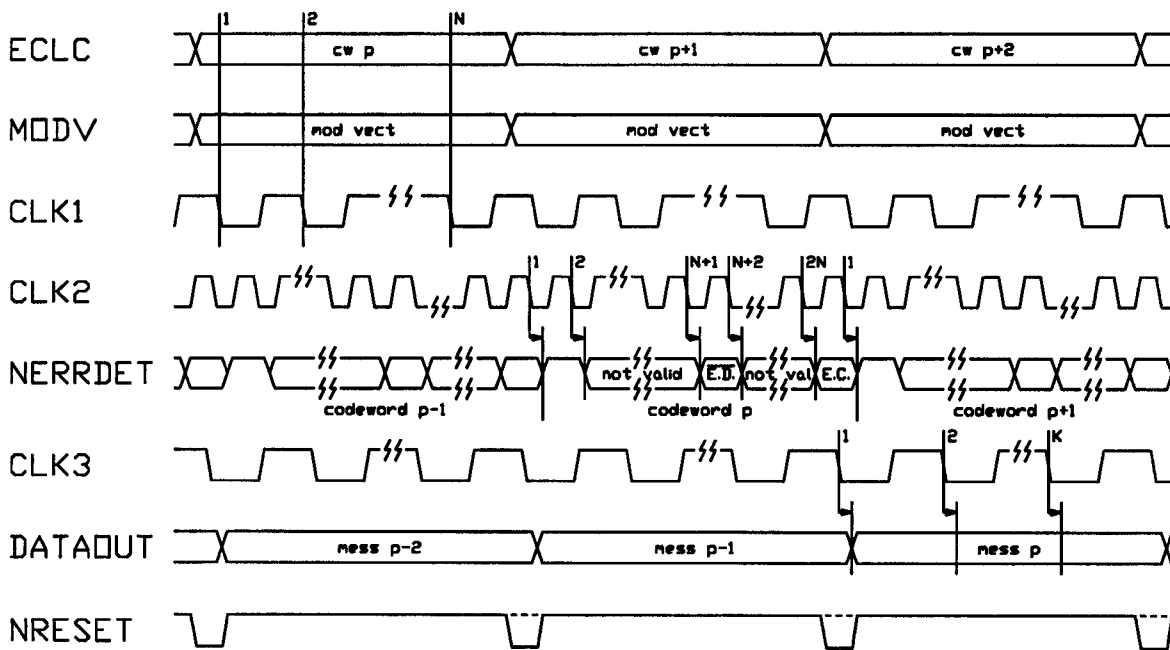 1 2 N
ECLC cw p cw p+1 cw p+2
MODV mod vect mod vect mod vect
CLK1
1 2 N+1 N+2 2N 1
CLK2
NERRDET not valid E.D. not val E.C.
codeword p-1 codeword p codeword p+1
1 2 K
CLK3
DATAOUT mess p-2 mess p-1 mess p
NRESET